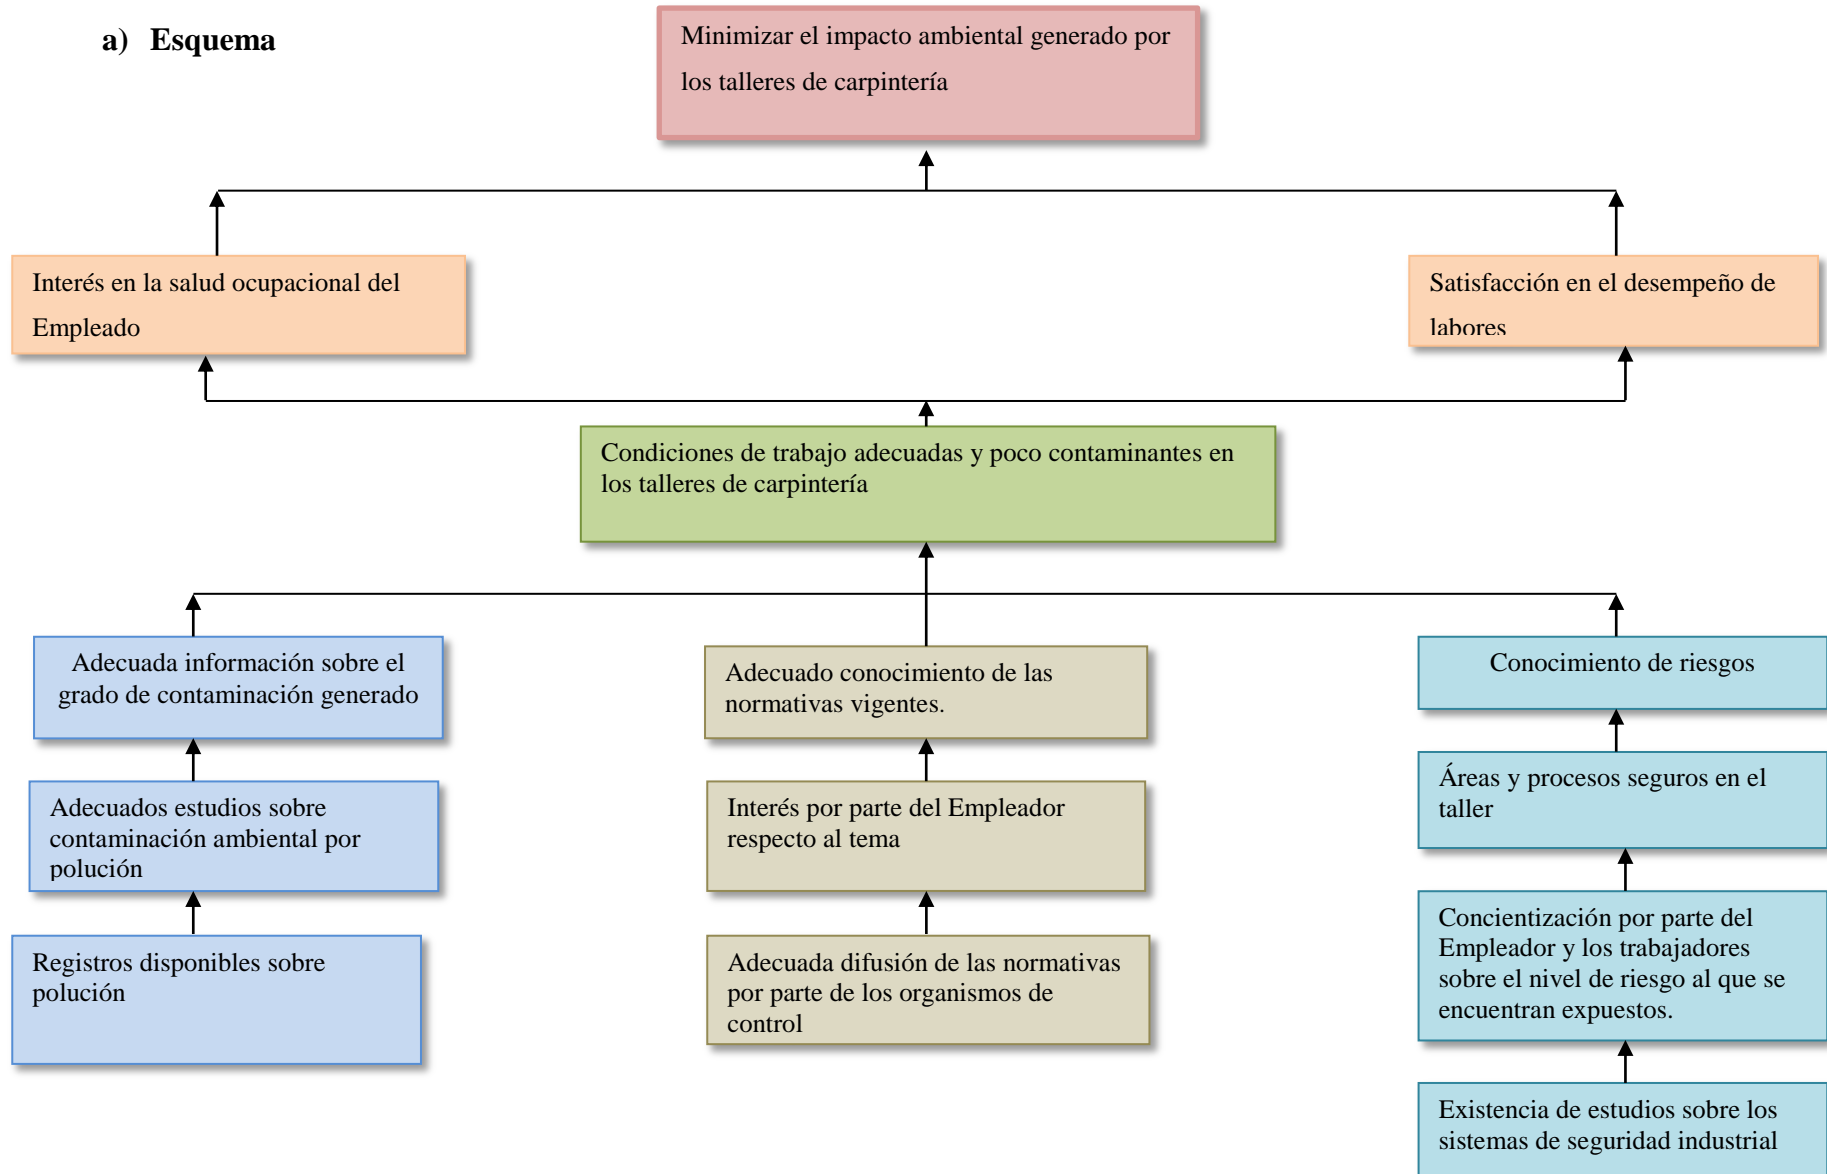 a) Esquema
Minimizar el impacto ambiental generado por
los talleres de carpintería
Interés en la salud ocupacional del
Empleado
Satisfacción en el desempeño de
labores
Condiciones de trabajo adecuadas y poco contaminantes en
los talleres de carpintería
Adecuada información sobre el
grado de contaminación generado
Adecuado conocimiento de las
normativas vigentes.
Conocimiento de riesgos
Adecuados estudios sobre
contaminación ambiental por
polución
Interés por parte del Empleador
respecto al tema
Áreas y procesos seguros en el
taller
Registros disponibles sobre
polución
Adecuada difusión de las normativas
por parte de los organismos de
control
Concientización por parte del
Empleador y los trabajadores
sobre el nivel de riesgo al que se
encuentran expuestos.
Existencia de estudios sobre los
sistemas de seguridad industrial